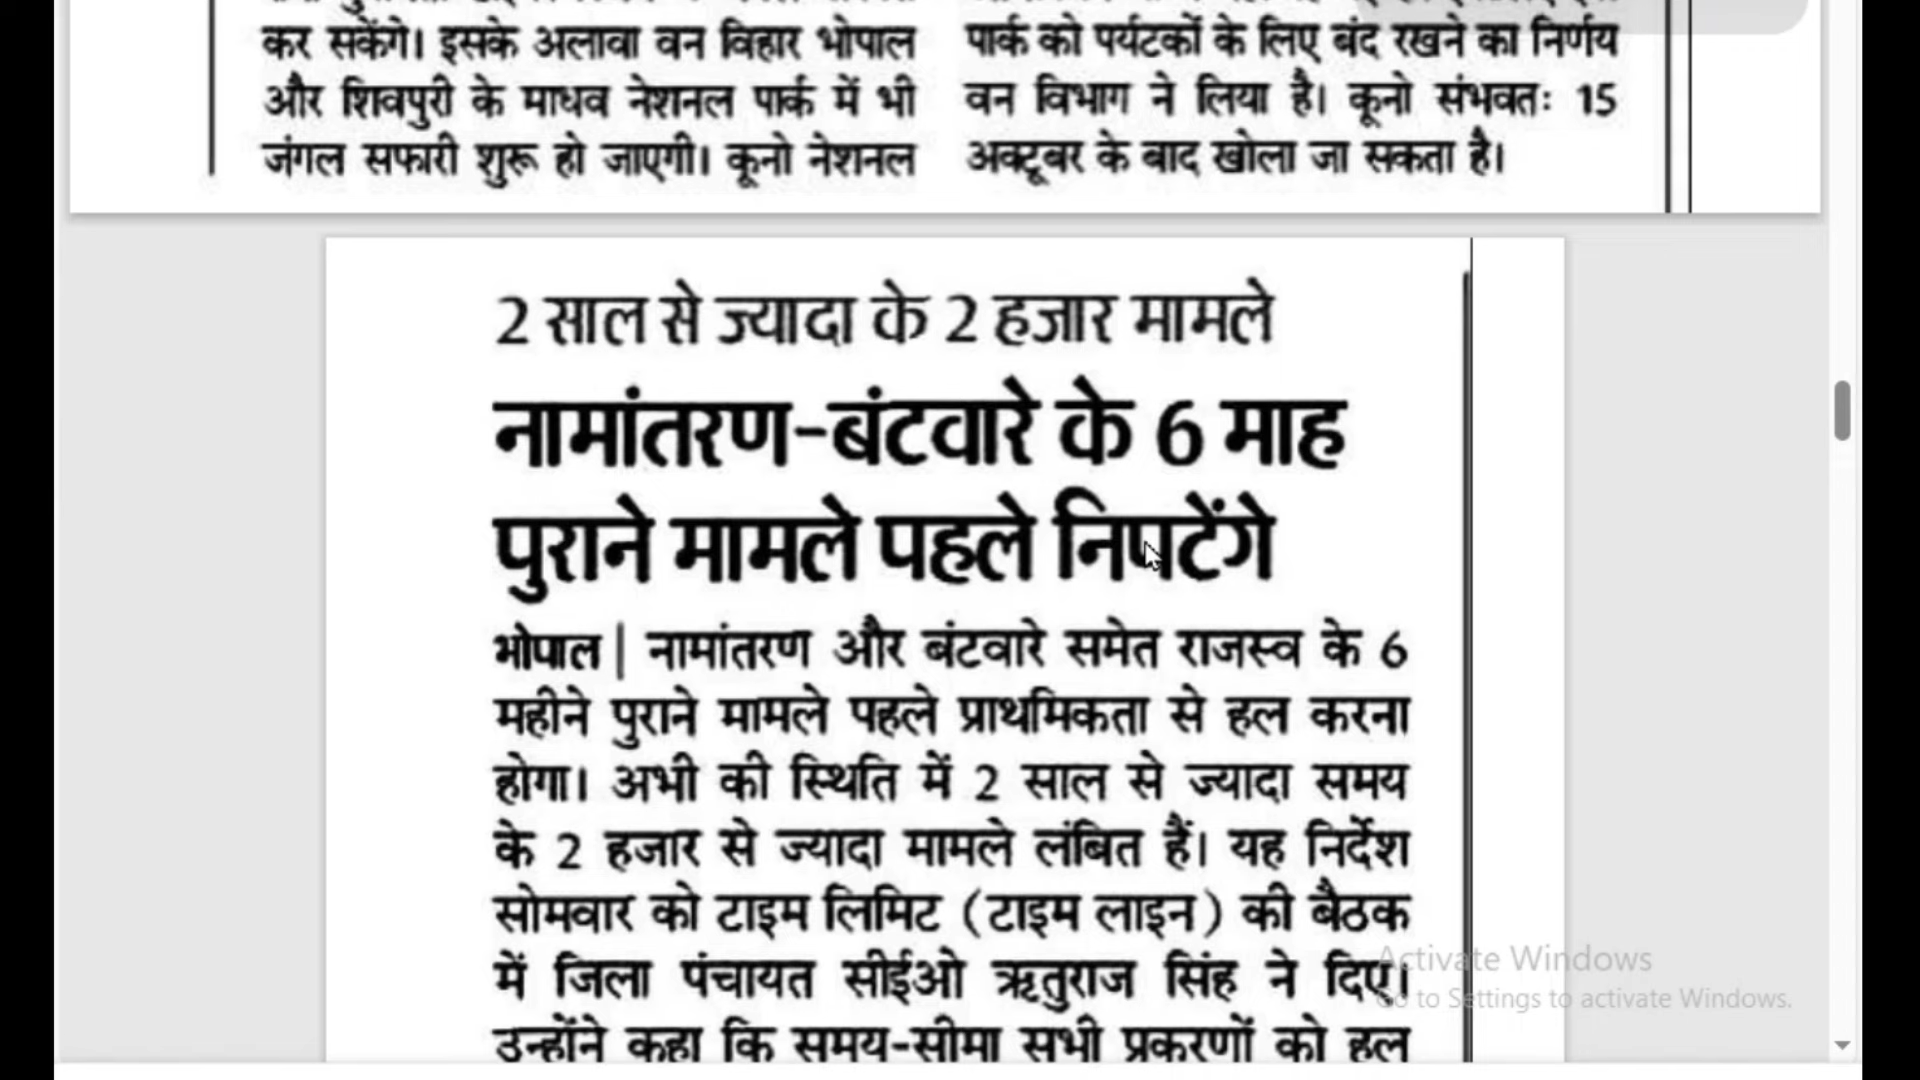 कर सकेंगे। इसके अलावा वन विहार भोपाल
और शिवपुरी के माधव नेशनल पार्क में भी
जंगल सफारी शुरू हो जाएगी। कूनो नेशनल
पार्क को पर्यटकों के लिए बंद रखने का निर्णय
वन विभाग ने लिया है। कूनो संभवतः 15
अक्टूबर के बाद खोला जा सकता है।
2 साल से ज्यादा के 2 हजार मामले
नामांतरण-बंटवारे के 6 माह
पुराने मामले पहले निपटेंगे
भोपाल| नामांतरण और बंटवारे समेत राजस्व के 6
महीने पुराने मामले पहले प्राथमिकता से हल करना
होगा। अभी की स्थिति में 2 साल से ज्यादा समय
के 2 हजार से ज्यादा मामले लंबित हैं। यह निर्देश
सोमवार को टाइम लिमिट (टाइम लाइन) की बैठक
में जिला पंचायत सीईओ ऋतुराज सिंह ने दिए।
उन्होंने कहा कि समय-सीमा सभी प्रकरणों को हल
Activate Windows
Go to Settings to activate Windows.